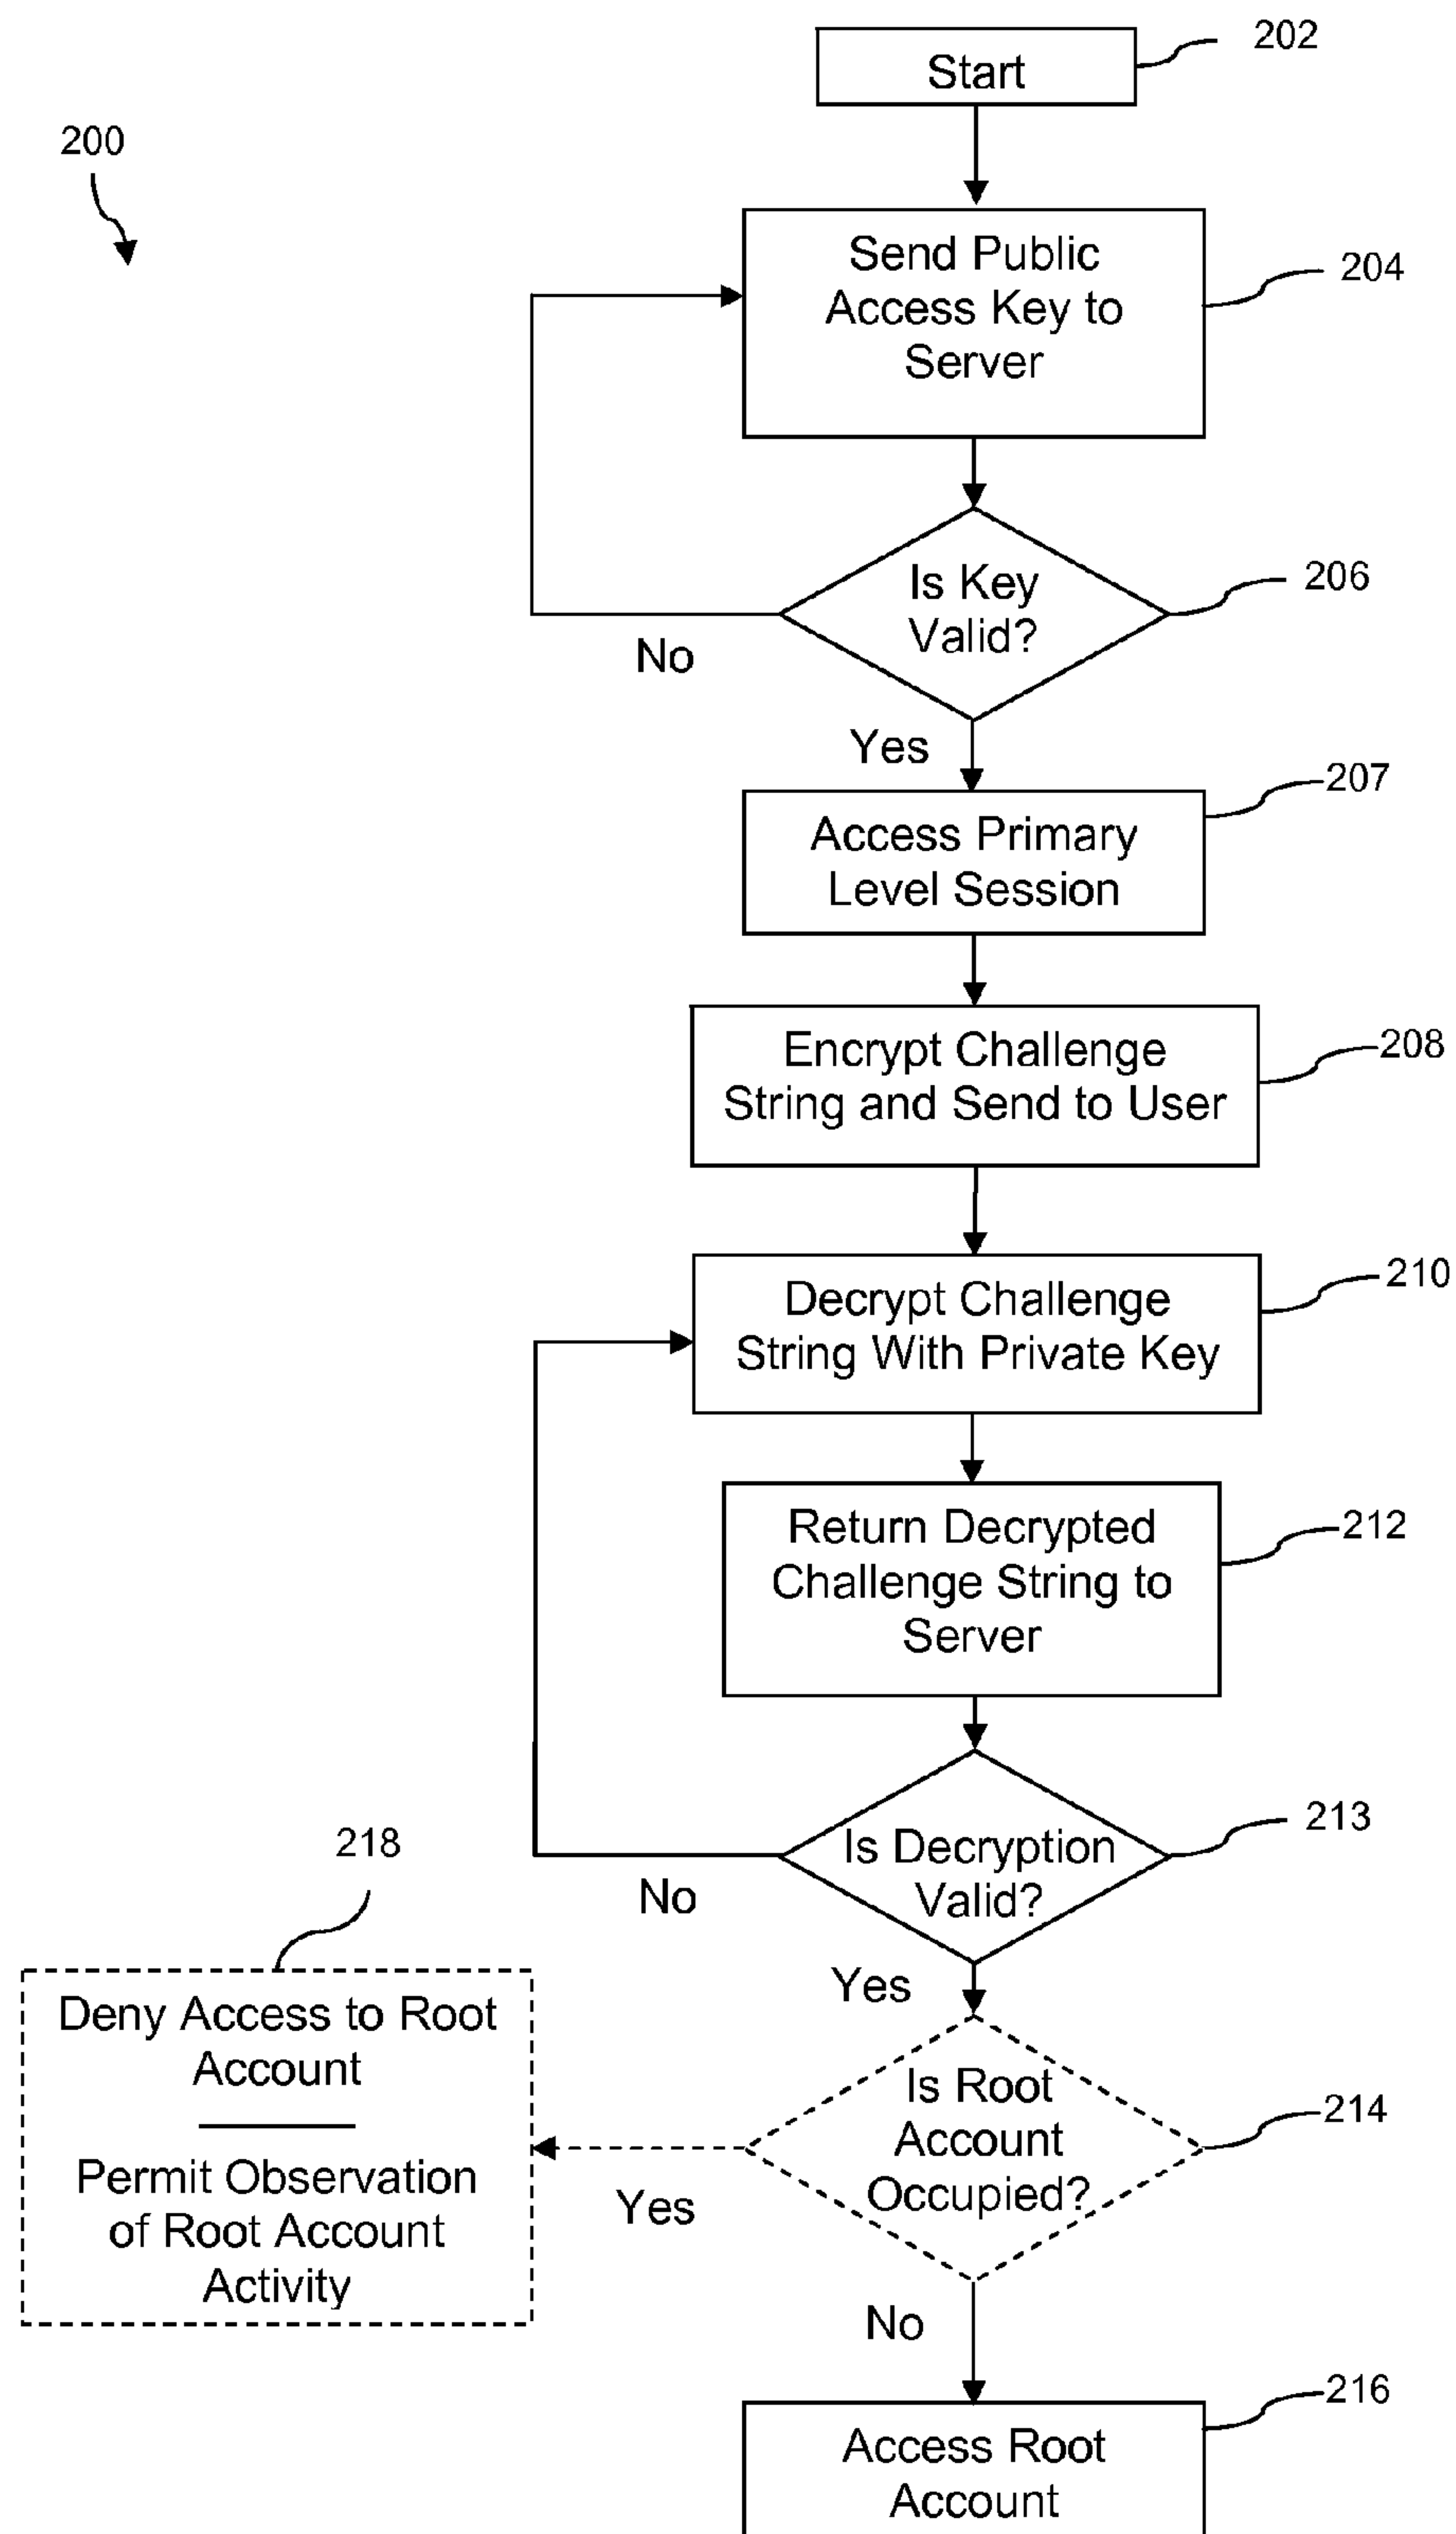 Start
202
200
Send Public
Access Key to
Server
204
Is Key
Valid?
206
No
Yes
207
Access Primary
Level Session
Encrypt Challenge
String and Send to User
208
Decrypt Challenge
String With Private Key
210
Return Decrypted
Challenge String to
Server
212
Is Decryption
Valid?
213
No
Yes
218
Deny Access to Root
Account
Permit Observation
of Root Account
Activity
Is Root
Account
Occupied?
214
Yes
No
216
Access Root
Account